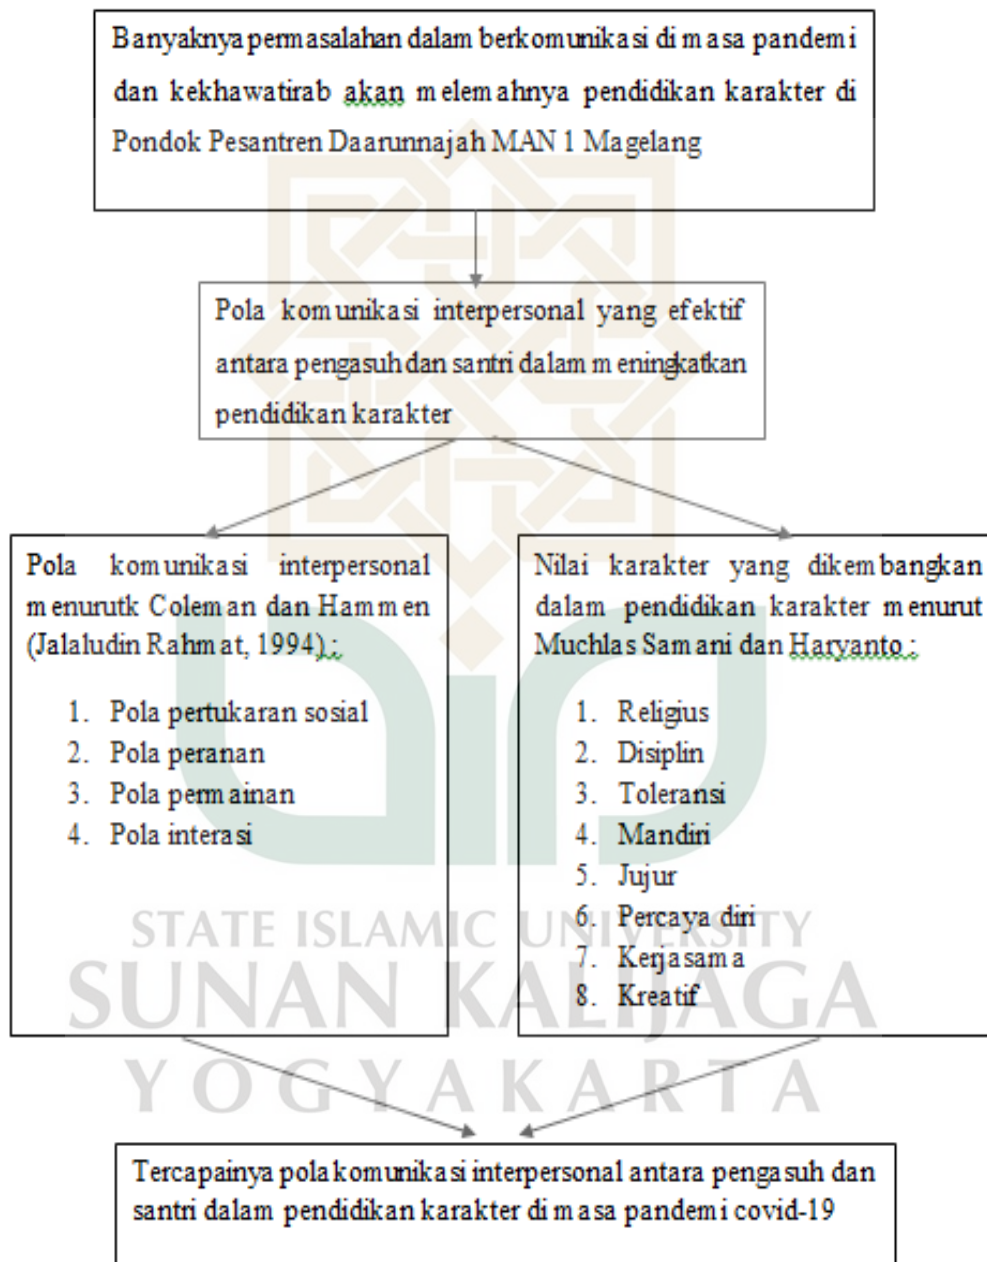 Banyaknya permasalahan dalam berkomunikasi di masa pandemi
dan kekhawatirab akan melemahnya pendidikan karakter di
Pondok Pesantren Daarunnajah MAN 1 Magelang
Pola komunikasi interpersonal yang efektif
antara pengasuh dan santri dalam meningkatkan
pendidikan karakter
Pola komunikasi interpersonal
menurutk Coleman dan Hammen
(Jalaludin Rahmat, 1994) :
1. Pola pertukaran sosial
2. Pola peranan
3. Pola permainan
4. Pola interasi
Nilai karakter yang dikembangkan
dalam pendidikan karakter menurut
Muchlas Samani dan Haryanto :
1. Religius
2. Disiplin
3. Toleransi
4. Mandiri
5. Jujur
6. Percaya diri
7. Kerjasama
8. Kreatif
STATE ISLAMIC UNIVERSITY
SUNAN KALIJAGA
YOGYAKARTA
Tercapainya pola komunikasi interpersonal antara pengasuh dan
santri dalam pendidikan karakter di masa pandemi covid-19